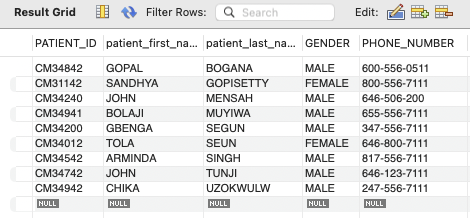 Result Grid Filter Rows: Search Edit:
PATIENT_ID patient_first_na... patient_last_na... GENDER PHONE_NUMBER
CM34842 GOPAL BOGANA MALE 600-556-0511
CM31142 SANDHYA GOPISETTY FEMALE 800-556-7111
CM34240 JOHN MENSAH MALE 646-506-200
CM34941 BOLAJI MUYIWA MALE 655-556-7111
CM34200 GBENGA SEGUN MALE 347-556-7111
CM34012 TOLA SEUN FEMALE 646-800-7111
CM34542 ARMINDA SINGH MALE 817-556-7111
CM34742 JOHN TUNJI MALE 646-123-7111
CM34942 CHIKA UZOKWULW MALE 247-556-7111
NULL NULL NULL NULL NULL